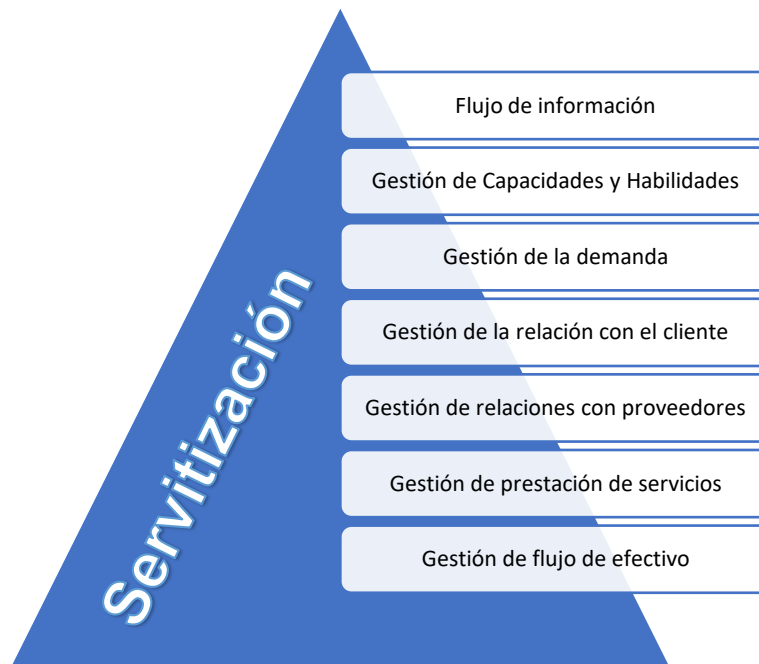 Servitización
Flujo de información
Gestión de Capacidades y Habilidades
Gestión de la demanda
Gestión de la relación con el cliente
Gestión de relaciones con proveedores
Gestión de prestación de servicios
Gestión de flujo de efectivo